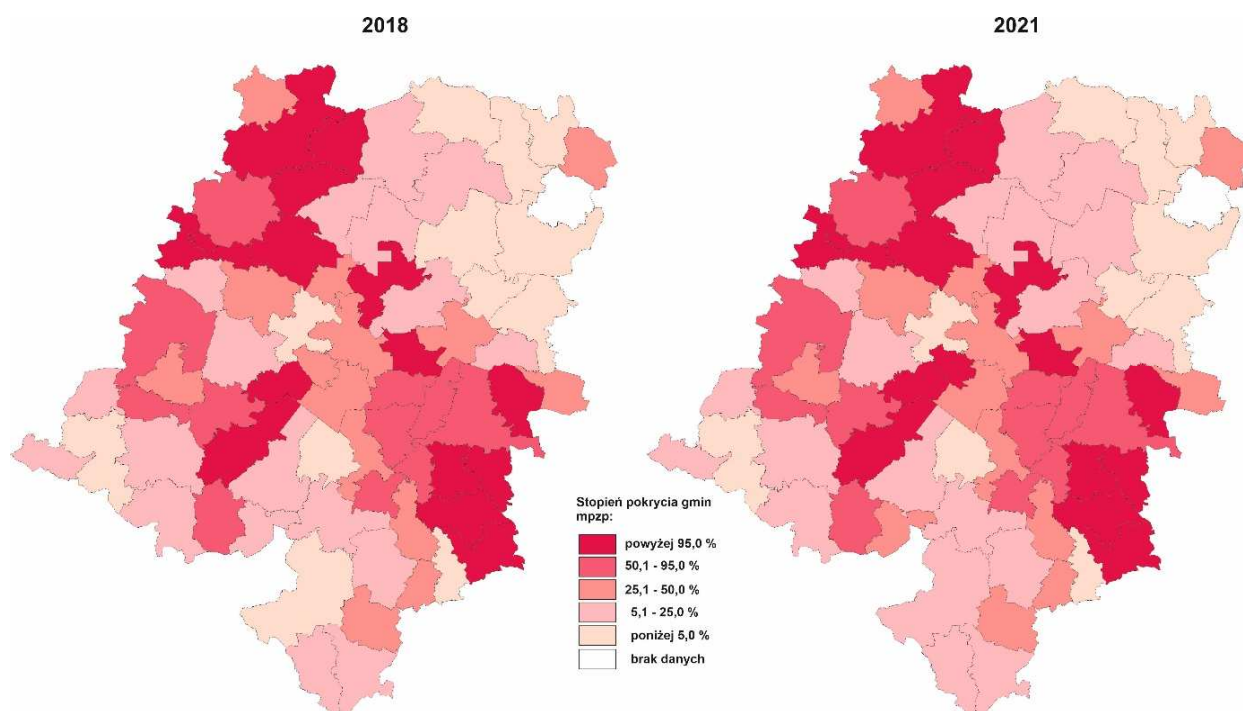 2018
2021
Stopień pokrycia gmin
mpzp:
powyżej 95,0 %
50,1 - 95,0 %
25,1 - 50,0 %
5,1 - 25,0 %
poniżej 5,0 %
brak danych